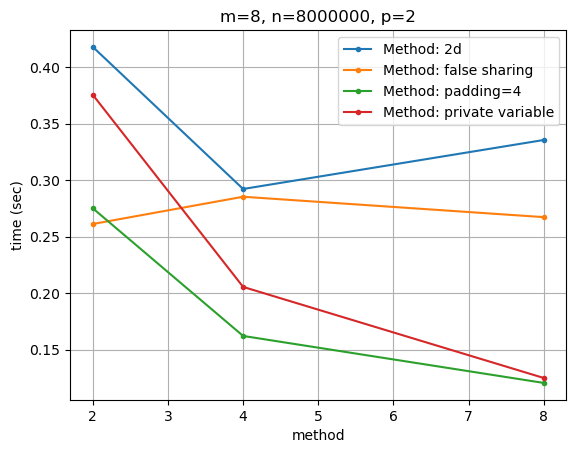 m=8, n=8000000, p=2
Method: 2d
Method: false sharing
Method: padding=4
Method: private variable
time (sec)
0.40
0.35
0.30
0.25
0.20
0.15
2 3 4 5 6 7 8
method